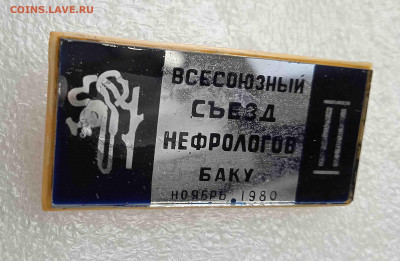 COINS.LAVE.RU
ВСЕСОЮЗНЫЙ
СЪЕЗД
НЕФРОЛОГОВ
БАКУ
НОЯБРЬ 1980
II